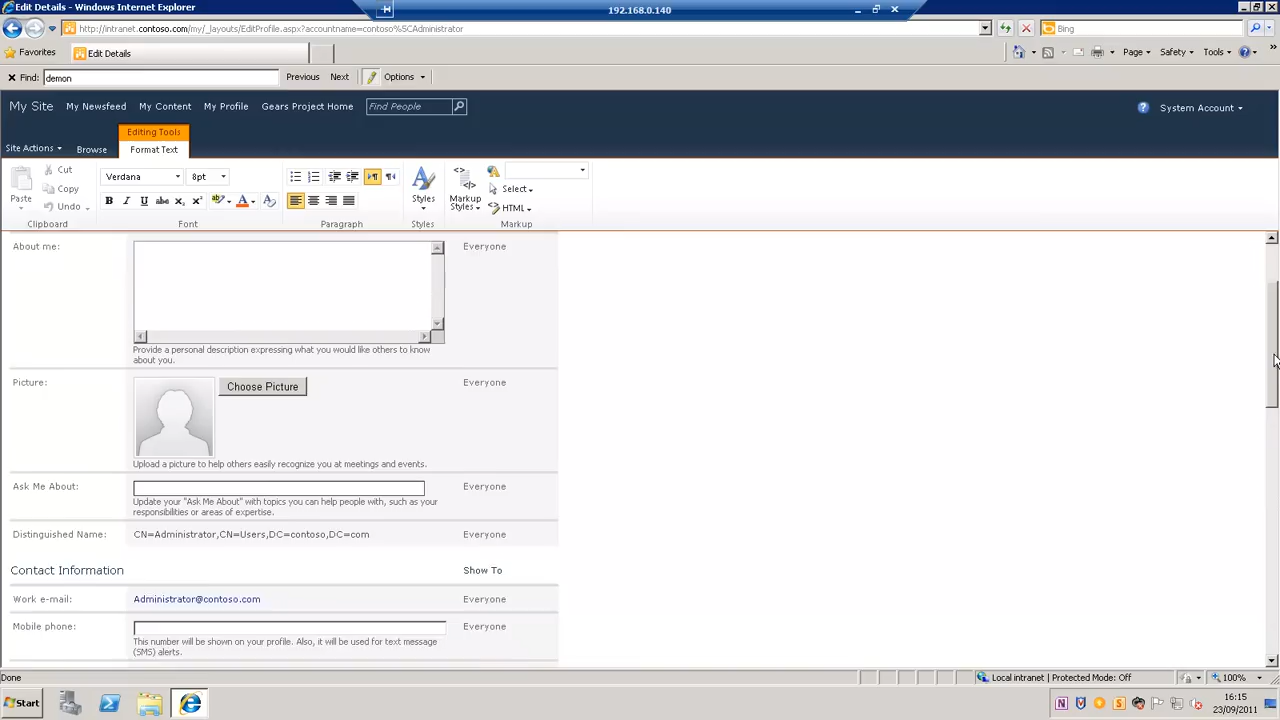 Edit Details - Windows Internet Explorer
192.168.0.140
http://intranet.contoso.com/my/_layouts/EditProfile.aspx?accountname=contoso%5CAdministrator
Bing
Favorites
Edit Details
Page
Safety
Tools
Find: demon
Previous
Next
Options
My Site
My Newsfeed
My Content
My Profile
Gears Project Home
Find People
System Account
Editing Tools
Site Actions
Browse
Format Text
Paste
Cut
Copy
Undo
Clipboard
Verdana
8pt
B I U abc x₂ x²
Font
Paragraph
Styles
Styles
Markup Styles
Select
HTML
Markup
About me:
Everyone
Provide a personal description expressing what you would like others to know
about you.
Picture:
Choose Picture
Everyone
Upload a picture to help others easily recognize you at meetings and events.
Ask Me About:
Everyone
Update your "Ask Me About" with topics you can help people with, such as your
responsibilities or areas of expertise.
Distinguished Name:
CN=Administrator,CN=Users,DC=contoso,DC=com
Everyone
Contact Information
Show To
Work e-mail:
Administrator@contoso.com
Everyone
Mobile phone:
Everyone
This number will be shown on your profile. Also, it will be used for text message
(SMS) alerts.
Done
Local intranet | Protected Mode: Off
100%
Start
16:15
23/09/2011